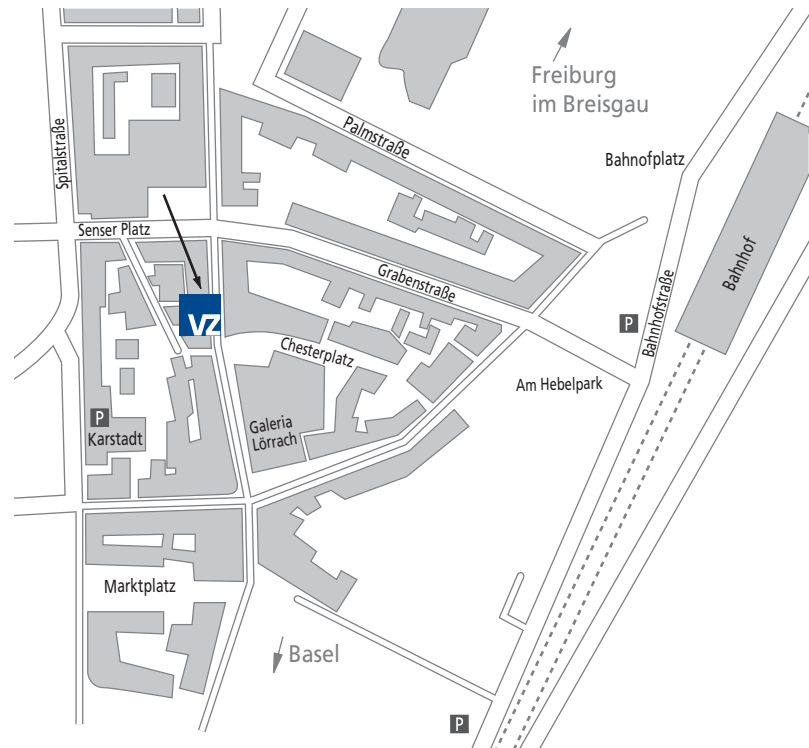 Freiburg
im Breisgau
Palmstraße
Bahnhofplatz
Spitalstraße
Senser Platz
Bahnhof
Grabenstraße
Bahnhofstraße
VZ
P
Chesterplatz
Am Hebelpark
P
Karstadt
Galeria
Lörrach
Marktplatz
Basel
P